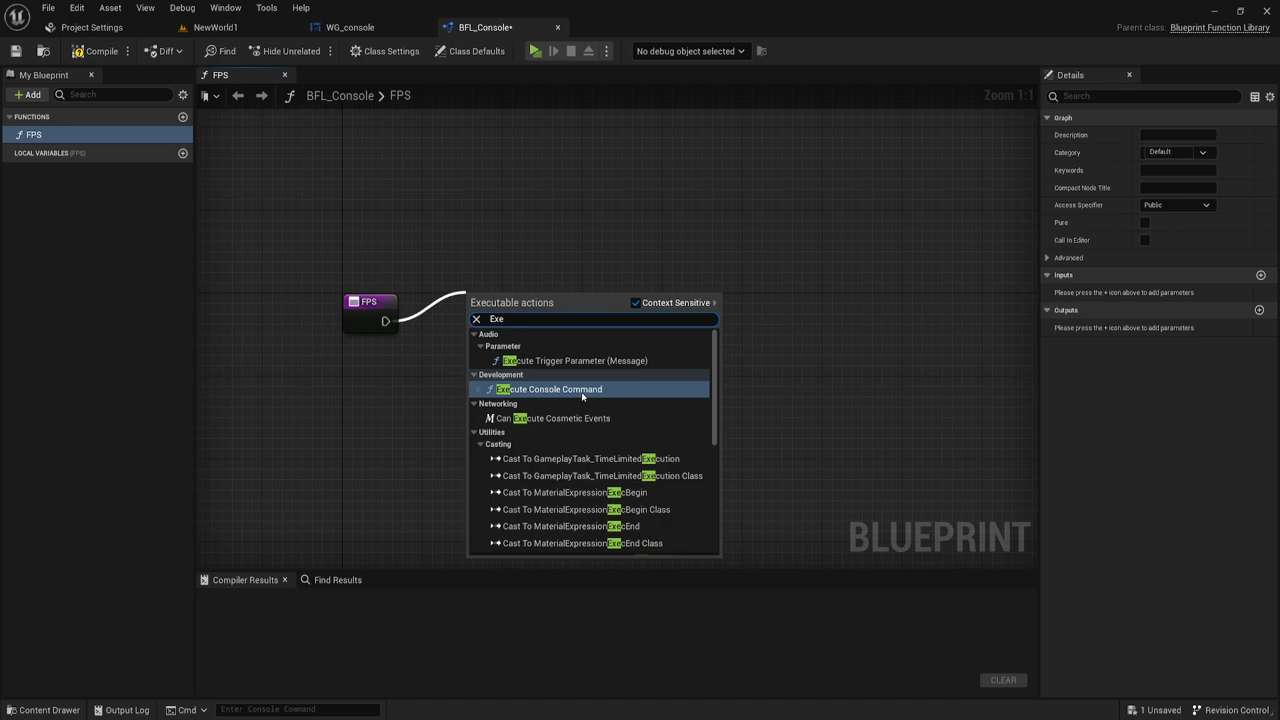 File Edit Asset View Debug Window Tools Help
Project Settings NewWorld1 WG_console BFL_Console• Parent class: Blueprint Function Library
Compile Diff Find Hide Unrelated Class Settings Class Defaults No debug object selected
My Blueprint FPS Details
Add Search BFL_Console > FPS Zoom 1:1 Search
FUNCTIONS
FPS
LOCAL VARIABLES (FPS)
Graph
Description
Category Default
Keywords
Compact Node Title
Access Specifier Public
Pure
Call In Editor
Advanced
Inputs
Please press the + icon above to add parameters
Outputs
Please press the + icon above to add parameters
FPS
Executable actions Context Sensitive
Exe
Audio
Parameter
Execute Trigger Parameter (Message)
Development
Execute Console Command
Networking
Can Execute Cosmetic Events
Utilities
Casting
Cast To GameplayTask_TimeLimitedExecution
Cast To GameplayTask_TimeLimitedExecution Class
Cast To MaterialExpressionExecBegin
Cast To MaterialExpressionExecBegin Class
Cast To MaterialExpressionExecEnd
Cast To MaterialExpressionExecEnd Class
BLUEPRINT
Compiler Results Find Results
CLEAR
Content Drawer Output Log Cmd Enter Console Command 1 Unsaved Revision Control